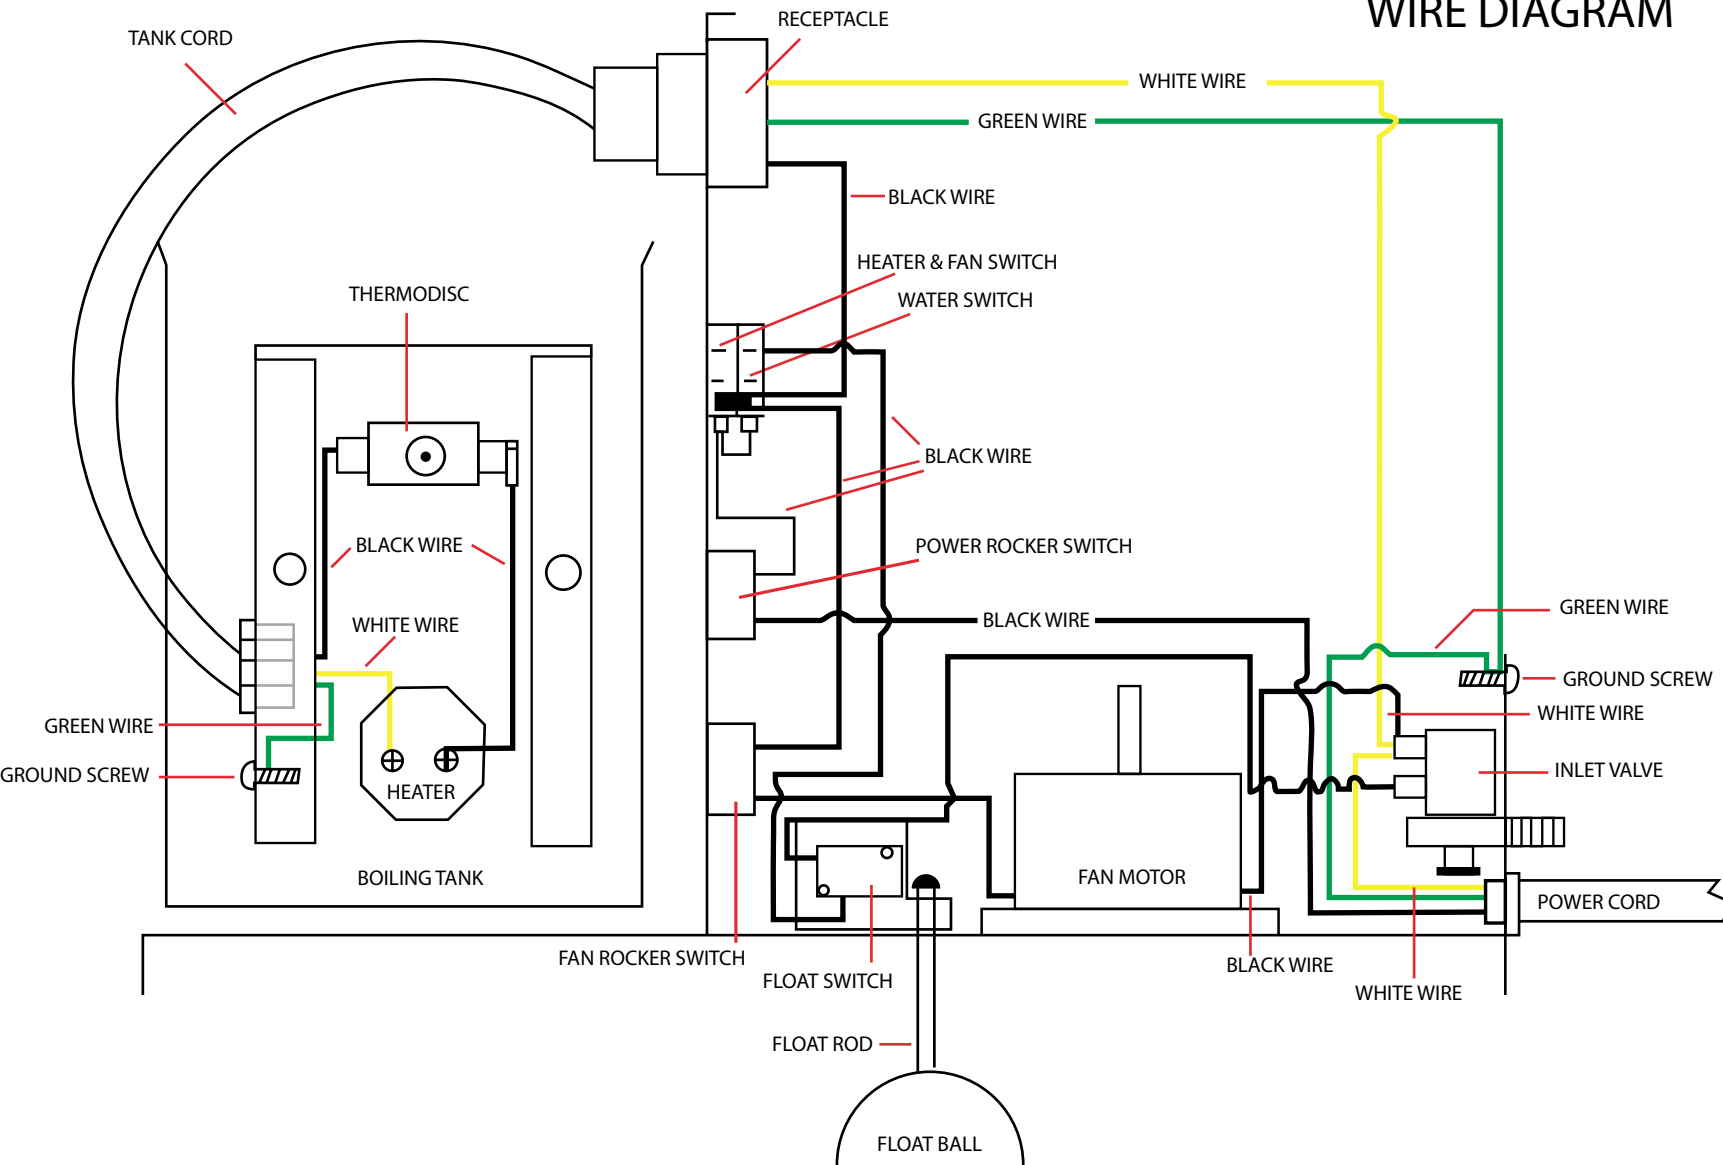 WIRE DIAGRAM
RECEPTACLE
TANK CORD
WHITE WIRE
GREEN WIRE
BLACK WIRE
HEATER & FAN SWITCH
WATER SWITCH
THERMODISC
BLACK WIRE
BLACK WIRE
POWER ROCKER SWITCH
BLACK WIRE
WHITE WIRE
GREEN WIRE
GROUND SCREW
WHITE WIRE
GREEN WIRE
GROUND SCREW
INLET VALVE
HEATER
BOILING TANK
FAN MOTOR
POWER CORD
FAN ROCKER SWITCH
FLOAT SWITCH
BLACK WIRE
WHITE WIRE
FLOAT ROD
FLOAT BALL